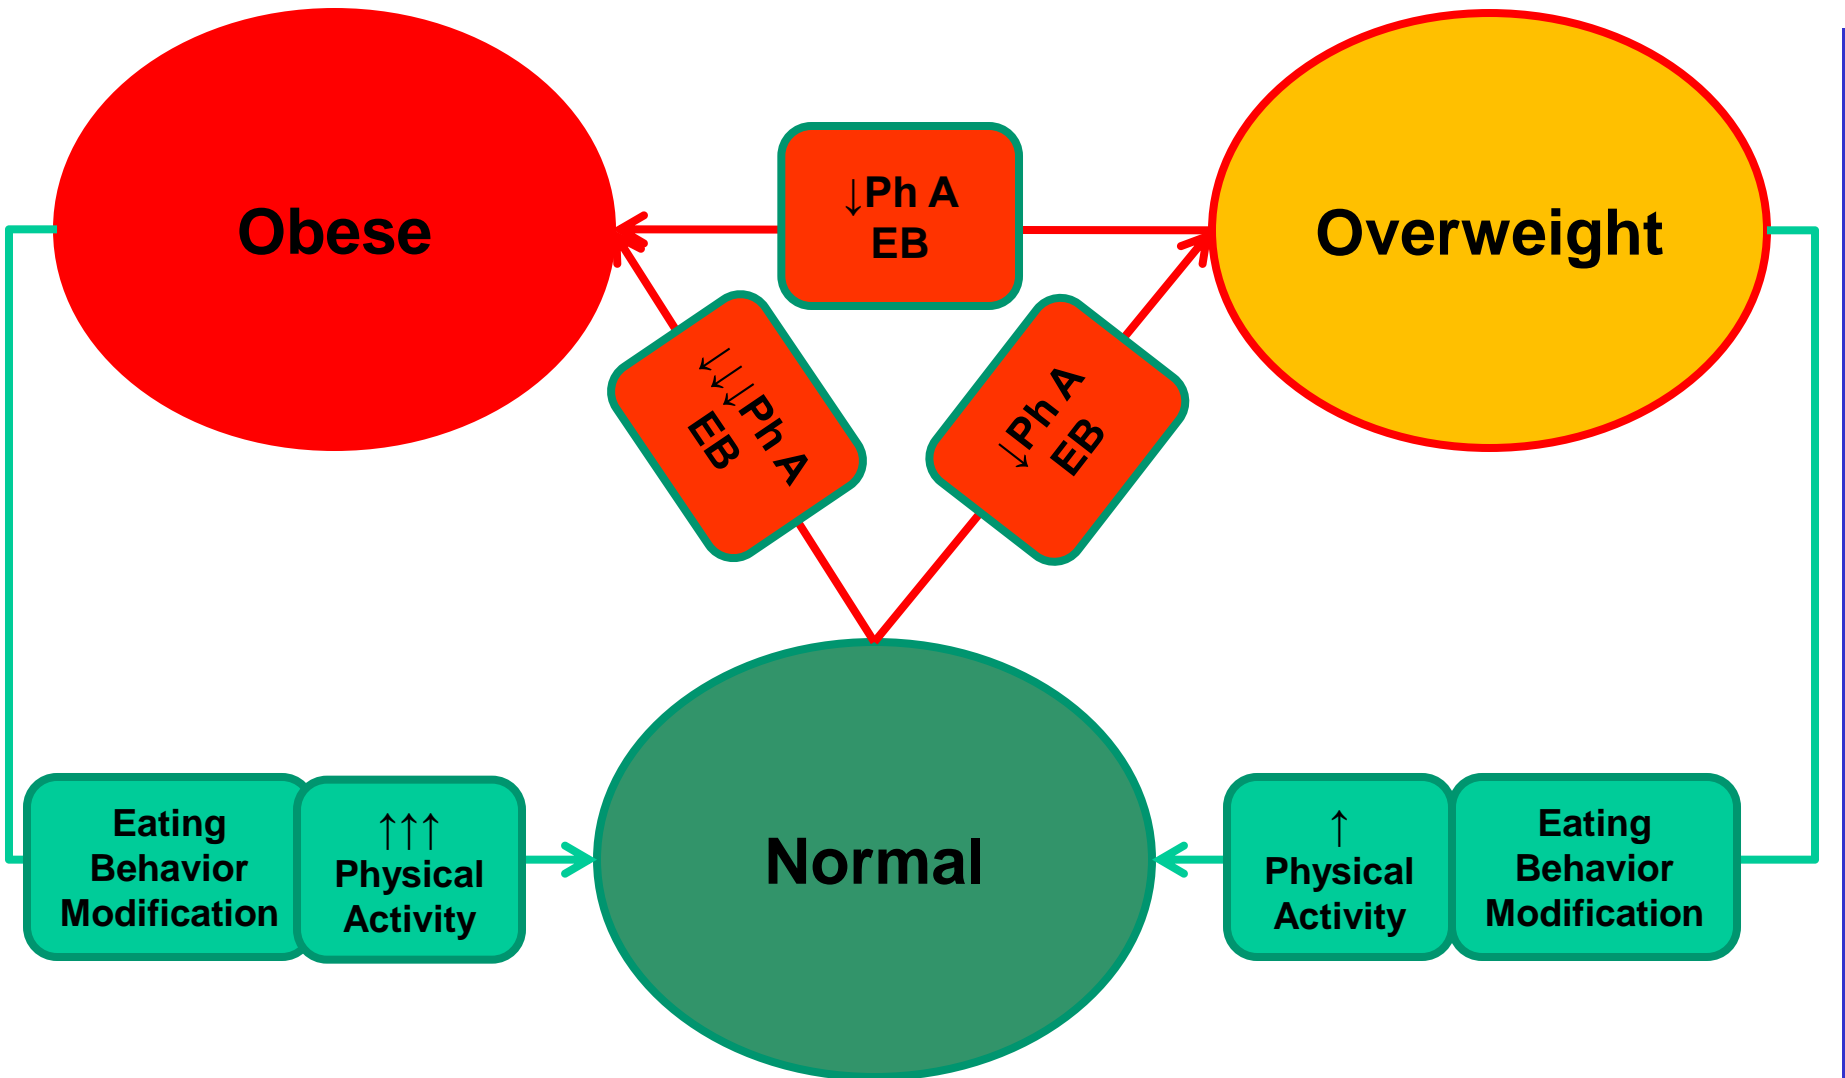 Obese
↓Ph A
EB
Overweight
↓↓↓Ph A
EB
↓Ph A
EB
Normal
Eating
Behavior
Modification
↑↑↑
Physical
Activity
↑
Physical
Activity
Eating
Behavior
Modification